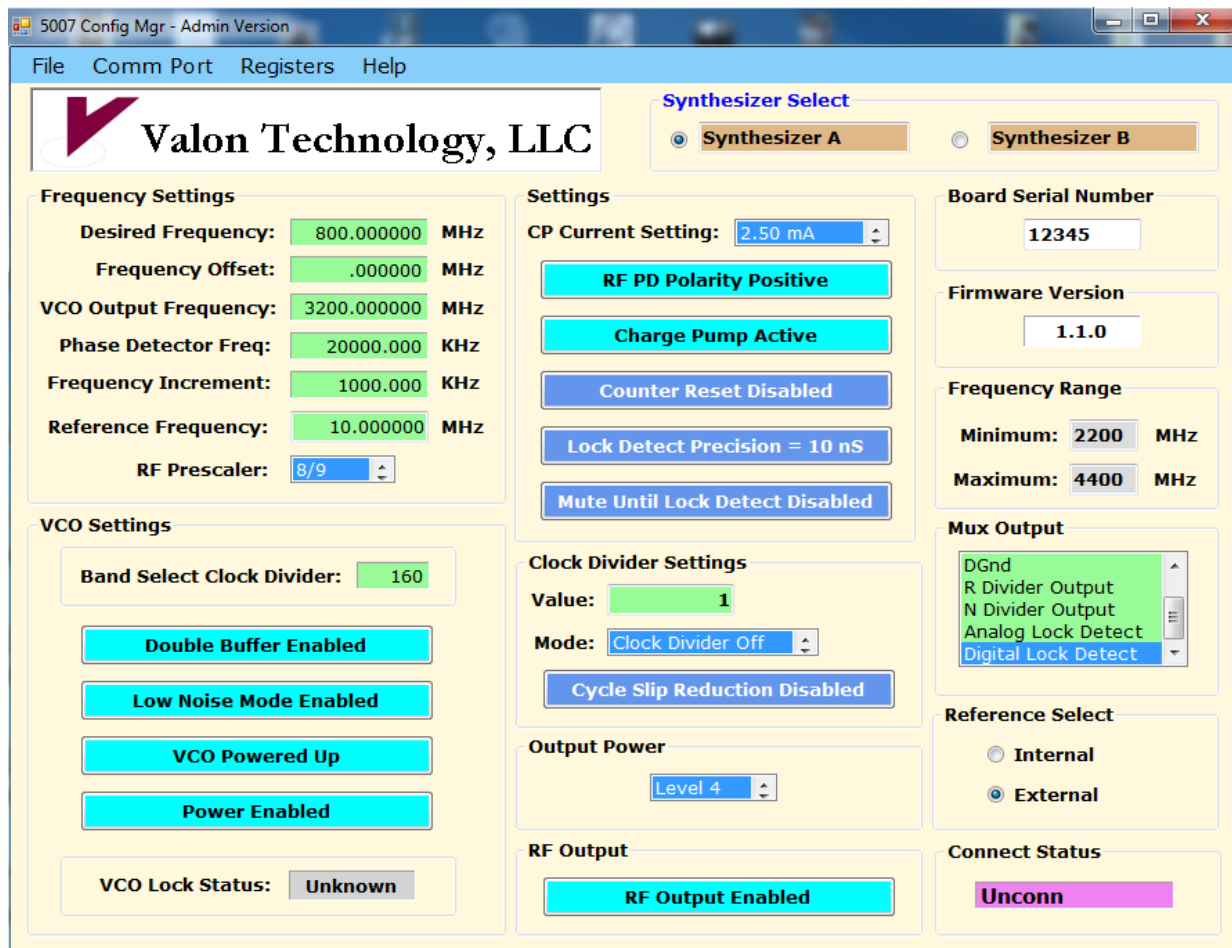 5007 Config Mgr - Admin Version
File Comm Port Registers Help
Valon Technology, LLC
Synthesizer Select
Synthesizer A
Synthesizer B
Frequency Settings
Desired Frequency: 800.000000 MHz
Frequency Offset: .000000 MHz
VCO Output Frequency: 3200.000000 MHz
Phase Detector Freq: 20000.000 KHz
Frequency Increment: 1000.000 KHz
Reference Frequency: 10.000000 MHz
RF Prescaler: 8/9
VCO Settings
Band Select Clock Divider: 160
Double Buffer Enabled
Low Noise Mode Enabled
VCO Powered Up
Power Enabled
VCO Lock Status: Unknown
Settings
CP Current Setting: 2.50 mA
RF PD Polarity Positive
Charge Pump Active
Counter Reset Disabled
Lock Detect Precision = 10 nS
Mute Until Lock Detect Disabled
Clock Divider Settings
Value: 1
Mode: Clock Divider Off
Cycle Slip Reduction Disabled
Output Power
Level 4
RF Output
RF Output Enabled
Board Serial Number
12345
Firmware Version
1.1.0
Frequency Range
Minimum: 2200 MHz
Maximum: 4400 MHz
Mux Output
DGnd
R Divider Output
N Divider Output
Analog Lock Detect
Digital Lock Detect
Reference Select
Internal
External
Connect Status
Unconn